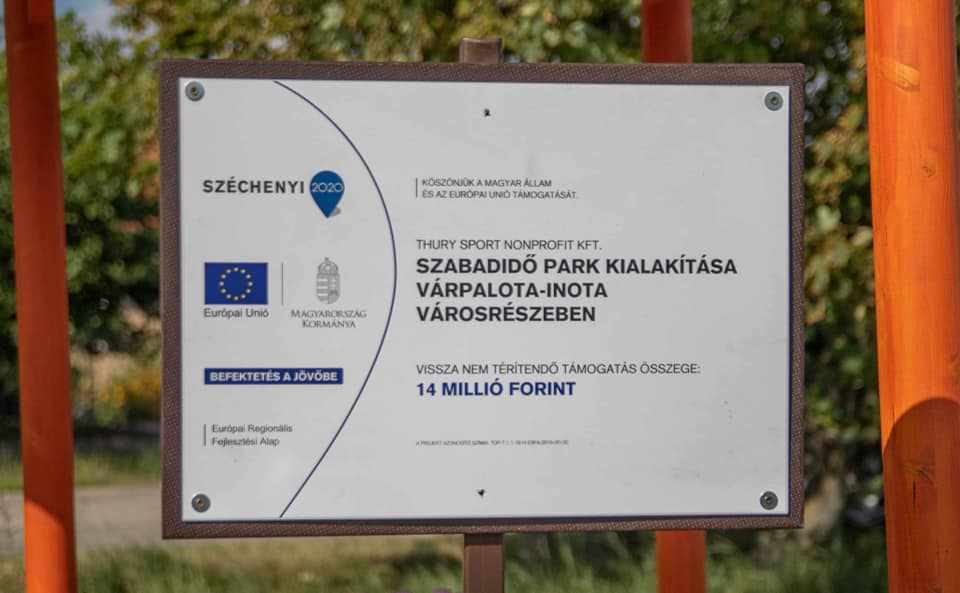 SZÉCHENYI 2020
Európai Unió
MAGYARORSZÁG
KORMÁNYA
BEFEKTETÉS A JÖVŐBE
Európai Regionális
Fejlesztési Alap
KÖSZÖNJÜK A MAGYAR ÁLLAM
ÉS AZ EURÓPAI UNIÓ TÁMOGATÁSÁT.
THURY SPORT NONPROFIT KFT.
SZABADIDŐ PARK KIALAKÍTÁSA
VÁRPALOTA-INOTA
VÁROSRÉSZEBEN
VISSZA NEM TÉRÍTENDŐ TÁMOGATÁS ÖSSZEGE:
14 MILLIÓ FORINT
A PROJEKT AZONOSÍTÓ SZÁMA: